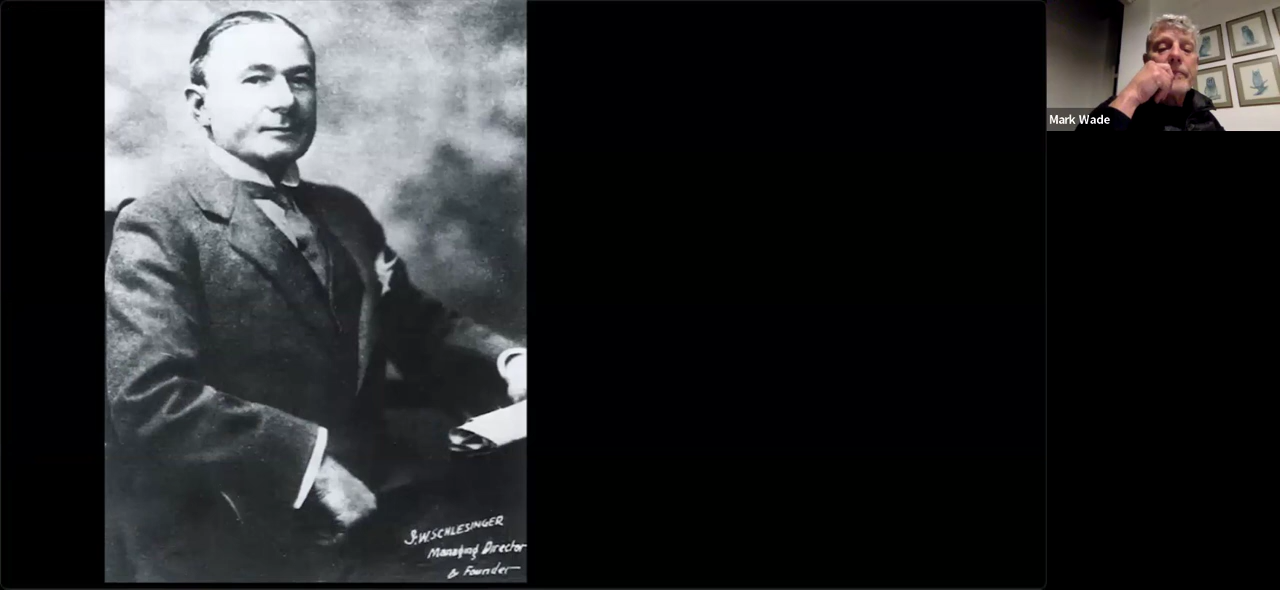 I.W. SCHLESINGER
Managing Director
& Founder
Mark Wade